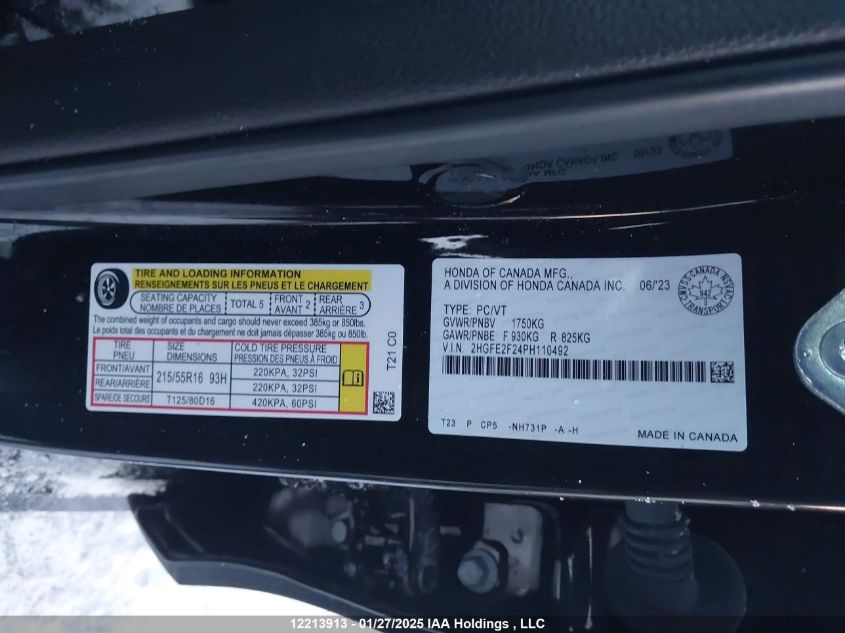 TIRE AND LOADING INFORMATION
RENSEIGNEMENTS SUR LES PNEUS ET LE CHARGEMENT
SEATING CAPACITY
NOMBRE DE PLACES
TOTAL 5
FRONT
AVANT 2
REAR
ARRIÈRE 3
The combined weight of occupants and cargo should never exceed 385kg or 850lbs.
Le poids total des occupants et du chargement ne doit jamais dépasser 385kg ou 850lb.
TIRE
PNEU
SIZE
DIMENSIONS
COLD TIRE PRESSURE
PRESSION DES PNEUS À FROID
FRONT/AVANT
215/55R16 93H
220KPA, 32PSI
REAR/ARRIÈRE
220KPA, 32PSI
SPARE/DE SECOURS
T125/80D16
420KPA, 60PSI
T21 C0
HONDA OF CANADA MFG.,
A DIVISION OF HONDA CANADA INC. 06/'23
TYPE: PC/VT
GVWR/PNBV 1750KG
GAWR/PNBE F 930KG R 825KG
V.I.N. 2HGFE2F24PH110492
T23 P CP5 -NH731P -A -H
MADE IN CANADA
942
TRANSPORT
12213913 - 01/27/2025 IAA Holdings , LLC